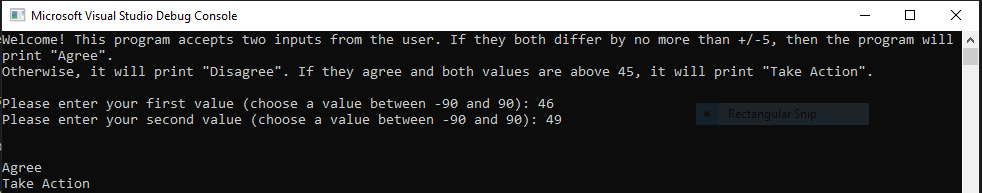 Microsoft Visual Studio Debug Console
Welcome! This program accepts two inputs from the user. If they both differ by no more than +/-5, then the program will
print "Agree".
Otherwise, it will print "Disagree". If they agree and both values are above 45, it will print "Take Action".
Please enter your first value (choose a value between -90 and 90): 46
Please enter your second value (choose a value between -90 and 90): 49
Rectangular Snip
Agree
Take Action